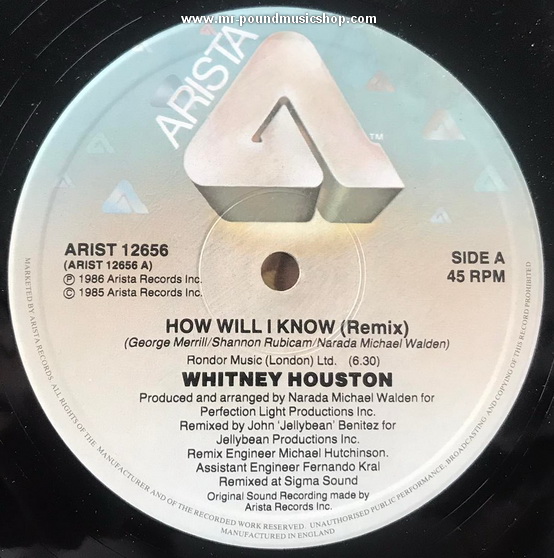 www.mr-poundmusicshop.com
ARISTA
TM
ARIST 12656
(ARIST 12656 A)
Ⓟ 1986 Arista Records Inc.
© 1985 Arista Records Inc.
SIDE A
45 RPM
HOW WILL I KNOW (Remix)
(George Merrill/Shannon Rubicam/Narada Michael Walden)
Rondor Music (London) Ltd. (6.30)
WHITNEY HOUSTON
Produced and arranged by Narada Michael Walden for
Perfection Light Productions Inc.
Remixed by John 'Jellybean' Benitez for
Jellybean Productions Inc.
Remix Engineer Michael Hutchinson.
Assistant Engineer Fernando Kral
Remixed at Sigma Sound
Original Sound Recording made by
Arista Records Inc.
MARKETED BY ARISTA RECORDS. ALL RIGHTS OF THE MANUFACTURER AND OF THE RECORDED WORK RESERVED. UNAUTHORISED PUBLIC PERFORMANCE, BROADCASTING AND COPYING OF THIS RECORD PROHIBITED
MANUFACTURED IN ENGLAND